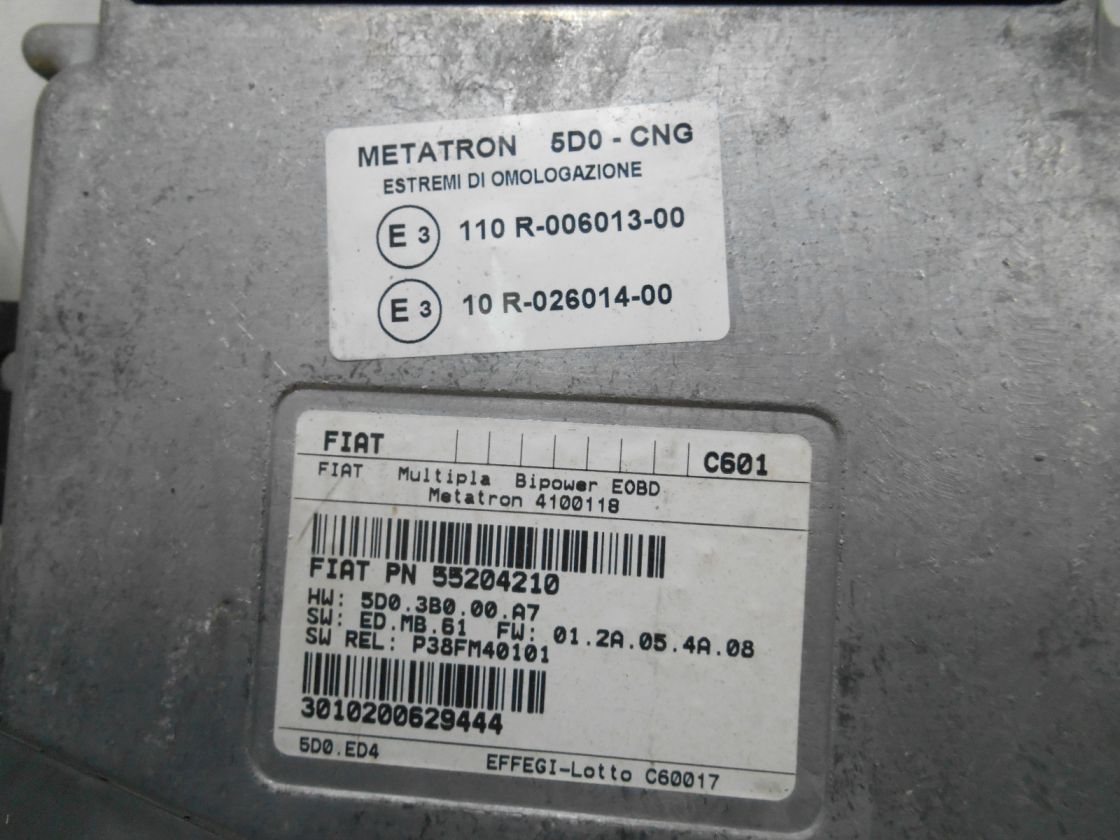 METATRON 5D0 - CNG
ESTREMI DI OMOLOGAZIONE
E 3 110 R-006013-00
E 3 10 R-026014-00
FIAT C601
FIAT Multipla Bipower EOBD
Metatron 4100118
FIAT PN 55204210
HW: 5D0.3B0.00.A7
SW: ED.MB.61 FW: 01.2A.05.4A.08
SW REL: P38FM40101
3010200629444
5D0.ED4 EFFEGI-Lotto C60017